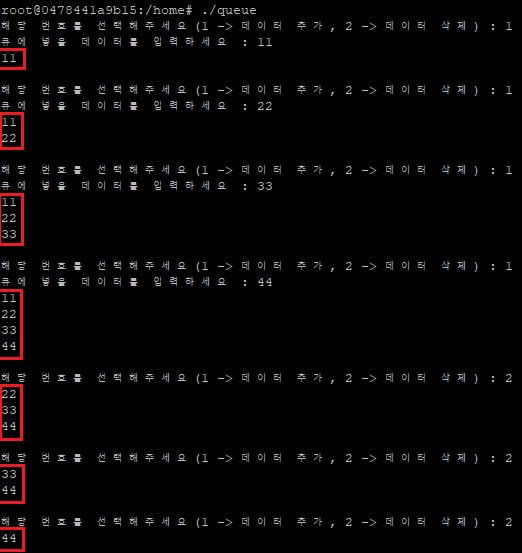 root@0478441a9b15:/home# ./queue
해당 번호를 선택해주세요(1 -> 데이터 추가, 2 -> 데이터 삭제) : 1
큐에 넣을 데이터를 입력하세요 : 11
11
해당 번호를 선택해주세요(1 -> 데이터 추가, 2 -> 데이터 삭제) : 1
큐에 넣을 데이터를 입력하세요 : 22
11
22
해당 번호를 선택해주세요(1 -> 데이터 추가, 2 -> 데이터 삭제) : 1
큐에 넣을 데이터를 입력하세요 : 33
11
22
33
해당 번호를 선택해주세요(1 -> 데이터 추가, 2 -> 데이터 삭제) : 1
큐에 넣을 데이터를 입력하세요 : 44
11
22
33
44
해당 번호를 선택해주세요(1 -> 데이터 추가, 2 -> 데이터 삭제) : 2
22
33
44
해당 번호를 선택해주세요(1 -> 데이터 추가, 2 -> 데이터 삭제) : 2
33
44
해당 번호를 선택해주세요(1 -> 데이터 추가, 2 -> 데이터 삭제) : 2
44